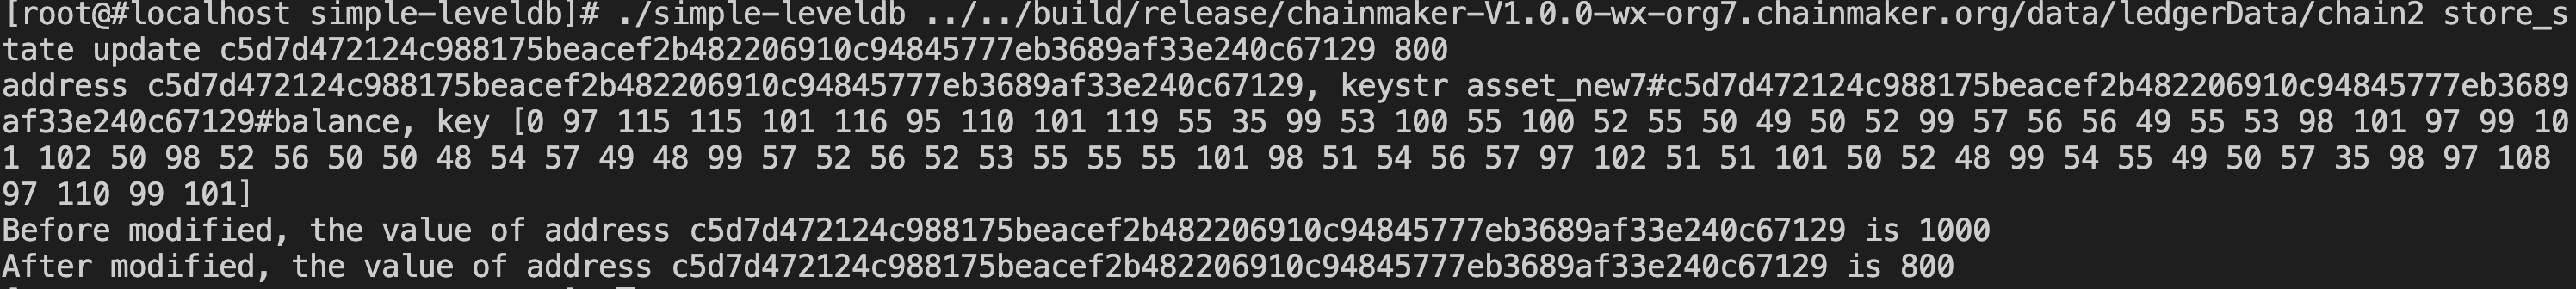 [root@#localhost simple-leveldb]# ./simple-leveldb ../../build/release/chainmaker-V1.0.0-wx-org7.chainmaker.org/data/ledgerData/chain2 store_s
tate update c5d7d472124c988175beacef2b482206910c94845777eb3689af33e240c67129 800
address c5d7d472124c988175beacef2b482206910c94845777eb3689af33e240c67129, keystr asset_new7#c5d7d472124c988175beacef2b482206910c94845777eb3689
af33e240c67129#balance, key [0 97 115 115 101 116 95 110 101 119 55 35 99 53 100 55 100 52 55 50 49 50 52 99 57 56 56 49 55 53 98 101 97 99 10
1 102 50 98 52 56 50 50 48 54 57 49 48 99 57 52 56 52 53 55 55 55 101 98 51 54 56 57 97 102 51 51 101 50 52 48 99 54 55 49 50 57 35 98 97 108
97 110 99 101]
Before modified, the value of address c5d7d472124c988175beacef2b482206910c94845777eb3689af33e240c67129 is 1000
After modified, the value of address c5d7d472124c988175beacef2b482206910c94845777eb3689af33e240c67129 is 800